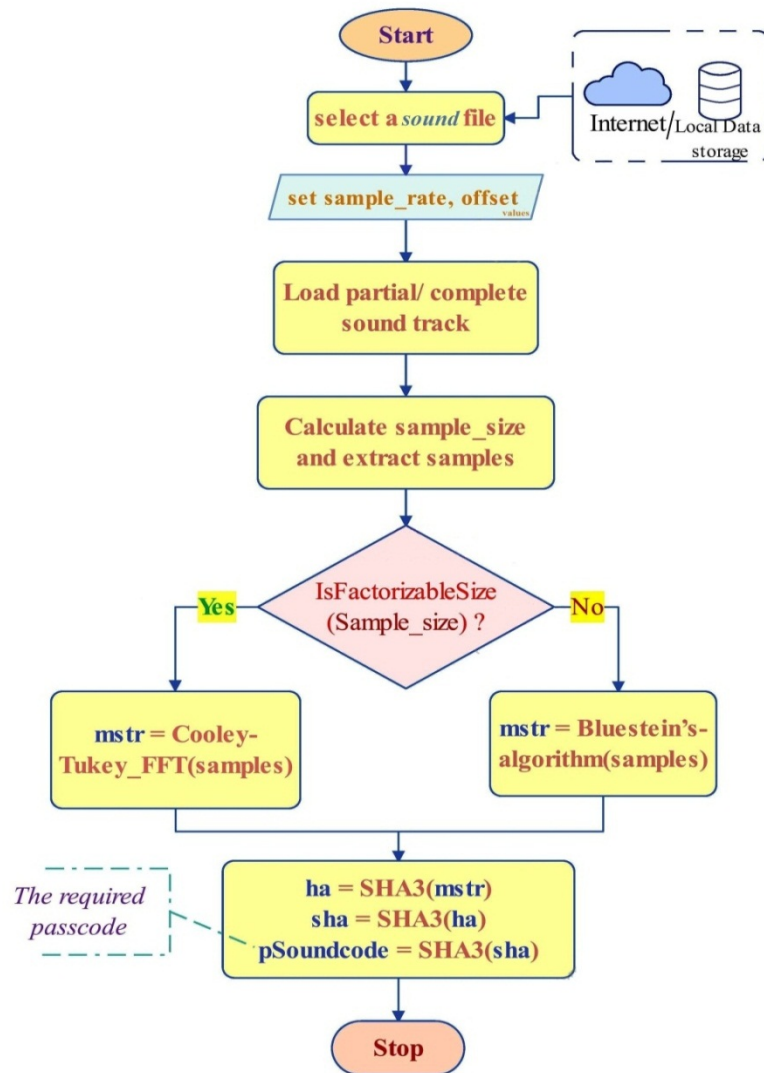 Start
select a sound file
Internet/Local Data
storage
set sample_rate, offset values
Load partial/ complete
sound track
Calculate sample_size
and extract samples
IsFactorizableSize
(Sample_size) ?
Yes
No
mstr = Cooley-
Tukey_FFT(samples)
mstr = Bluestein’s-
algorithm(samples)
The required
passcode
ha = SHA3(mstr)
sha = SHA3(ha)
pSoundcode = SHA3(sha)
Stop